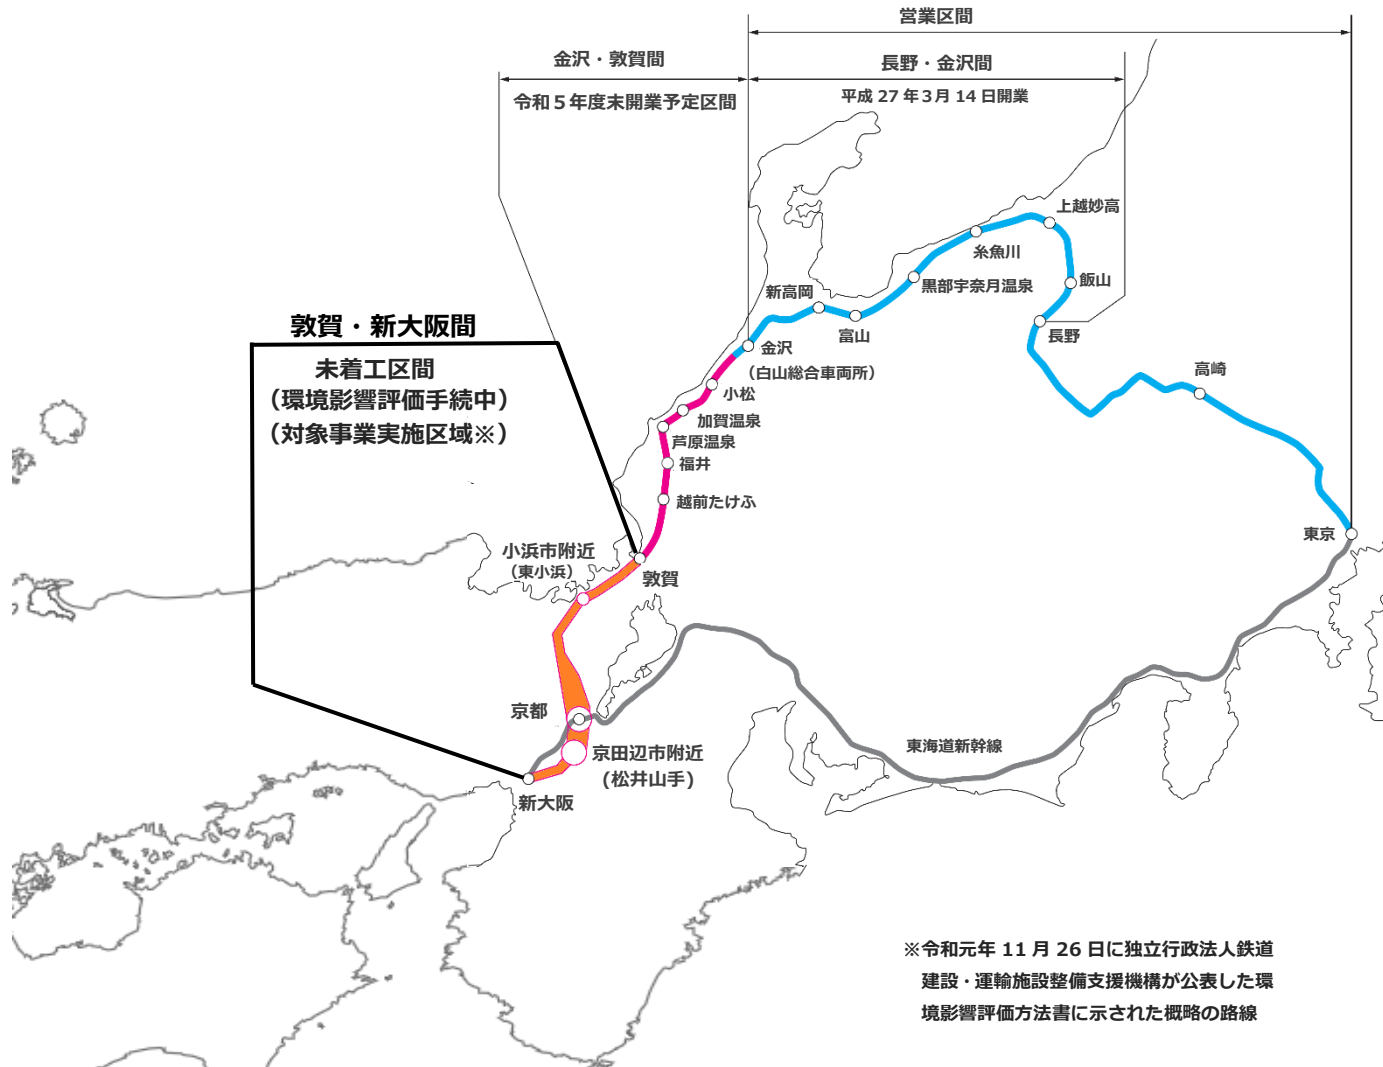 営業区間
金沢・敦賀間
長野・金沢間
令和５年度末開業予定区間
平成 27 年３月 14 日開業
上越妙高
糸魚川
飯山
黒部宇奈月温泉
新高岡
富山
長野
敦賀・新大阪間
金沢
（白山総合車両所）
未着工区間
（環境影響評価手続中）
（対象事業実施区域※）
高崎
小松
加賀温泉
芦原温泉
福井
越前たけふ
東京
小浜市附近
（東小浜）
敦賀
京都
東海道新幹線
京田辺市附近
(松井山手)
新大阪
※令和元年 11 月 26 日に独立行政法人鉄道
建設・運輸施設整備支援機構が公表した環
境影響評価方法書に示された概略の路線